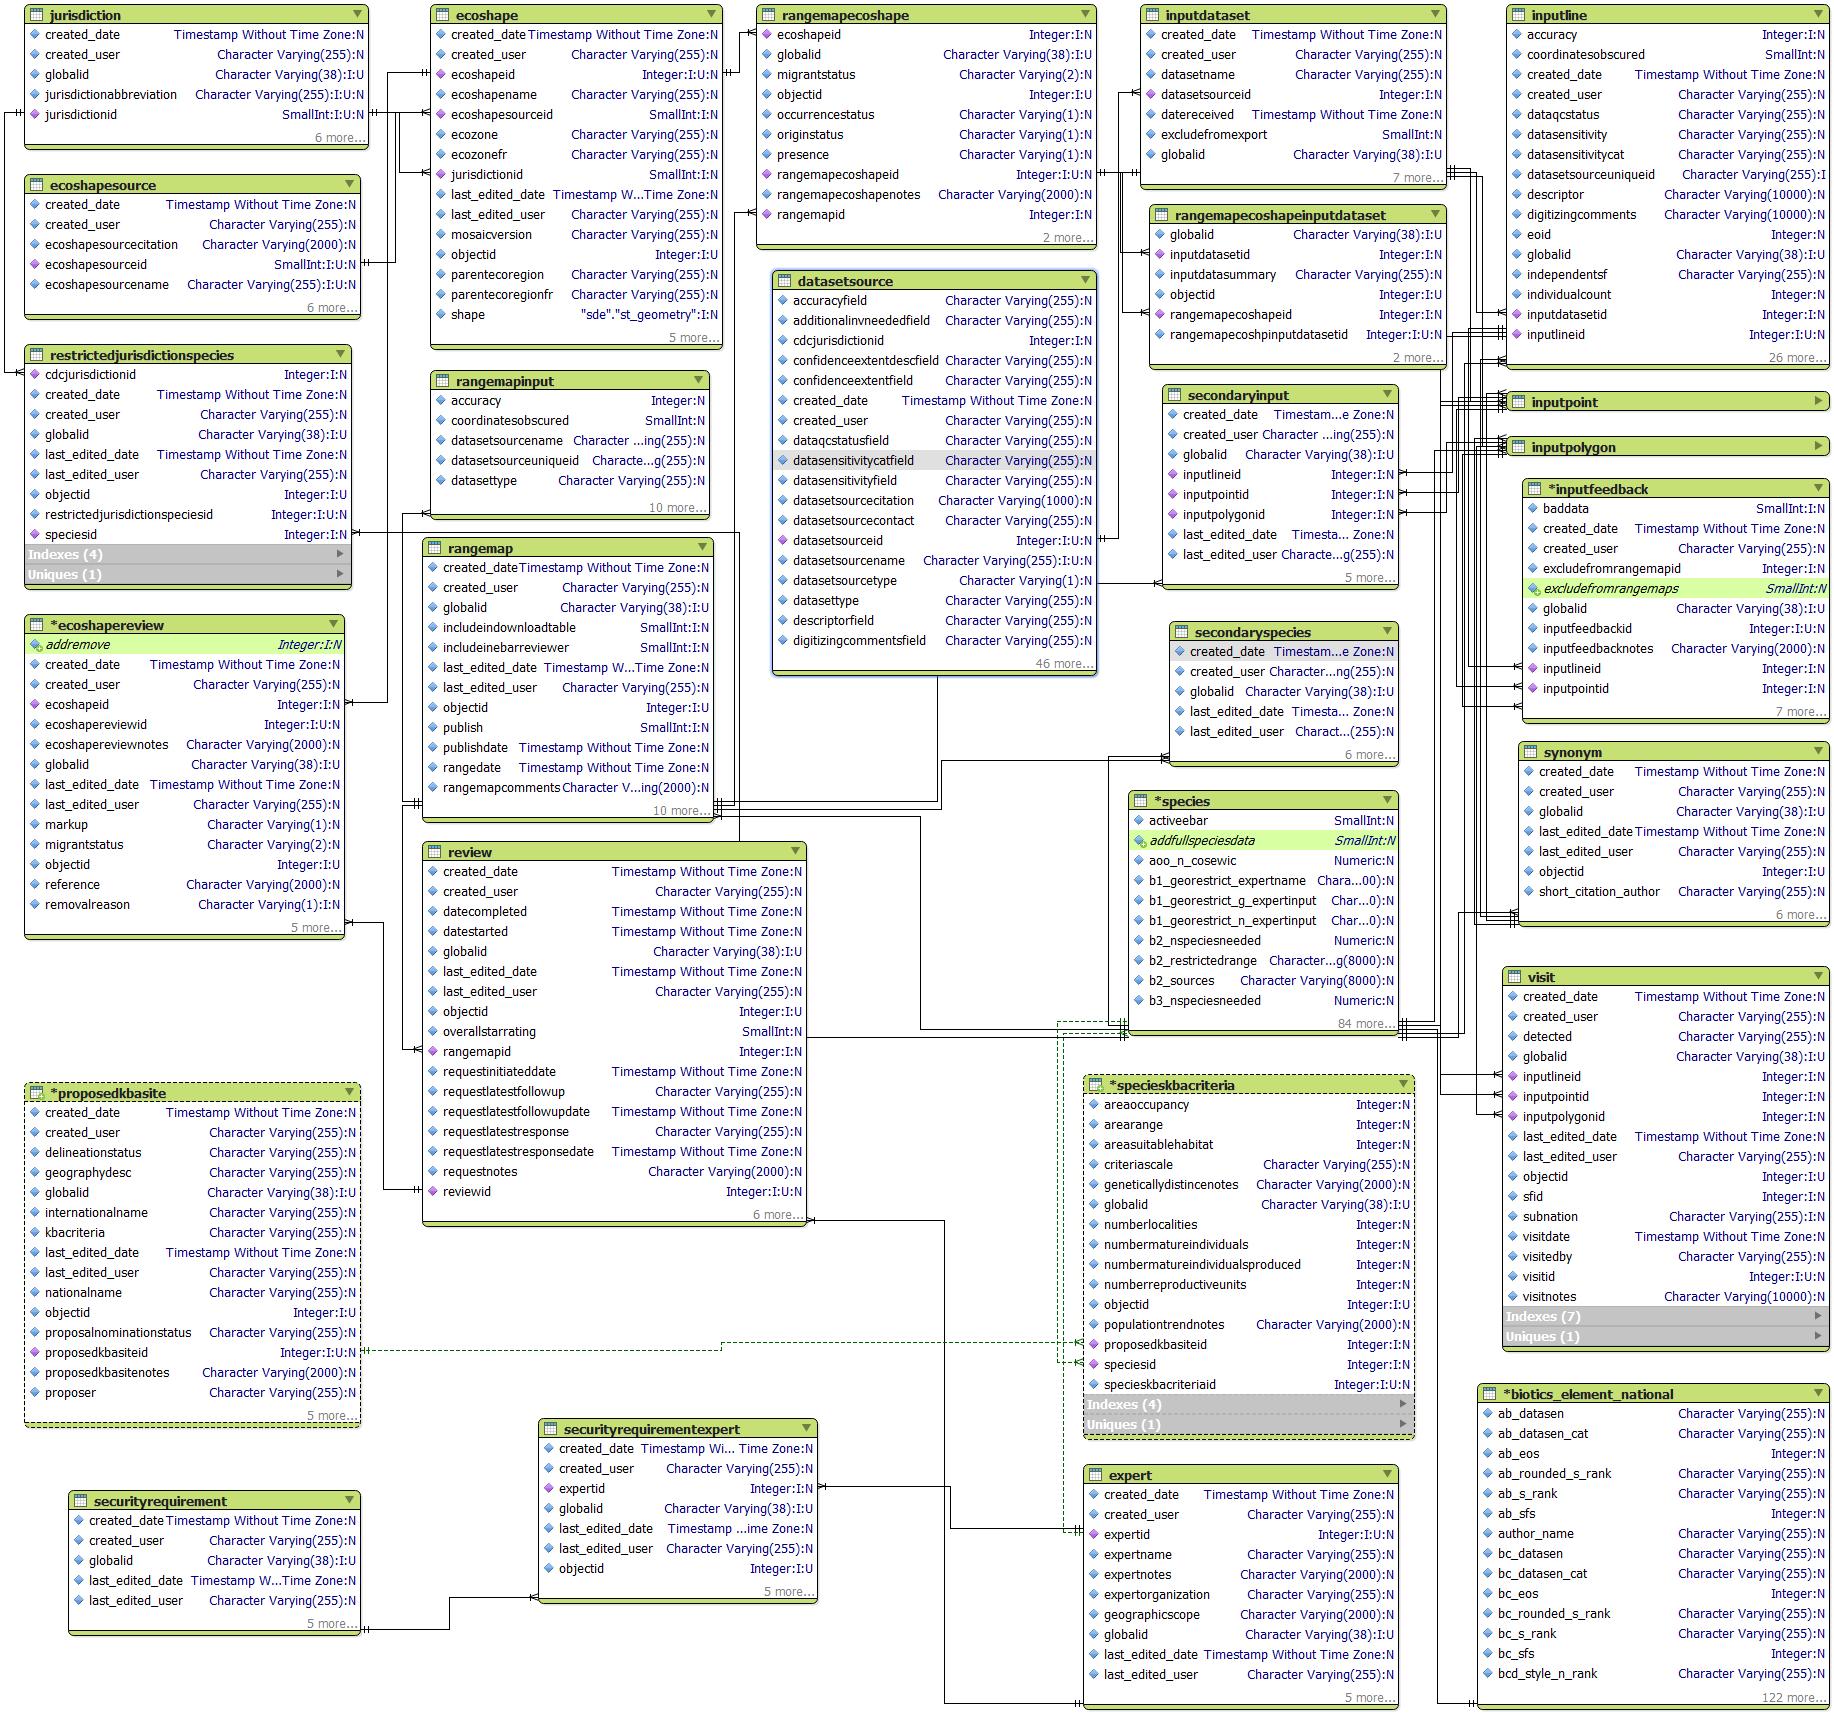 jurisdiction
created_date Timestamp Without Time Zone:N
created_user Character Varying(255):N
globalid Character Varying(38):I:U
jurisdictionabbreviation Character Varying(255):I:U:N
jurisdictionid SmallInt:I:U:N
6 more...
ecoshapesource
created_date Timestamp Without Time Zone:N
created_user Character Varying(255):N
ecoshapesourcecitation Character Varying(2000):N
ecoshapesourceid SmallInt:I:U:N
ecoshapesourcename Character Varying(255):I:U:N
6 more...
restrictedjurisdictionspecies
cdcjurisdictionid Integer:I:N
created_date Timestamp Without Time Zone:N
created_user Character Varying(255):N
globalid Character Varying(38):I:U
last_edited_date Timestamp Without Time Zone:N
last_edited_user Character Varying(255):N
objectid Integer:I:U
restrictedjurisdictionspeciesid Integer:I:U:N
speciesid Integer:I:N
Indexes (4)
Uniques (1)
*ecoshapereview
addremove Integer:I:N
created_date Timestamp Without Time Zone:N
created_user Character Varying(255):N
ecoshapeid Integer:I:N
ecoshapereviewid Integer:I:U:N
ecoshapereviewnotes Character Varying(2000):N
globalid Character Varying(38):I:U
last_edited_date Timestamp Without Time Zone:N
last_edited_user Character Varying(255):N
markup Character Varying(1):N
migrantstatus Character Varying(2):N
objectid Integer:I:U
reference Character Varying(2000):N
removalreason Character Varying(1):I:N
5 more...
*proposedkbasite
created_date Timestamp Without Time Zone:N
created_user Character Varying(255):N
delineationstatus Character Varying(255):N
geographydesc Character Varying(255):N
globalid Character Varying(38):I:U
internationalname Character Varying(255):N
kbacriteria Character Varying(255):N
last_edited_date Timestamp Without Time Zone:N
last_edited_user Character Varying(255):N
nationalname Character Varying(255):N
objectid Integer:I:U
proposalnominationstatus Character Varying(255):N
proposedkbasiteid Integer:I:U:N
proposedkbasitenotes Character Varying(2000):N
proposer Character Varying(255):N
5 more...
securityrequirement
created_date Timestamp Without Time Zone:N
created_user Character Varying(255):N
globalid Character Varying(38):I:U
last_edited_date Timestamp W...Time Zone:N
last_edited_user Character Varying(255):N
5 more...
ecoshape
created_date Timestamp Without Time Zone:N
created_user Character Varying(255):N
ecoshapeid Integer:I:U:N
ecoshapename Character Varying(255):N
ecoshapesourceid SmallInt:I:N
ecozone Character Varying(255):N
ecozonefr Character Varying(255):N
jurisdictionid SmallInt:I:N
last_edited_date Timestamp W...Time Zone:N
last_edited_user Character Varying(255):N
mosaicversion Character Varying(255):N
objectid Integer:I:U
parentecoregion Character Varying(255):N
parentecoregionfr Character Varying(255):N
shape "sde"."st_geometry":I:N
5 more...
rangemapinput
accuracy Integer:N
coordinatesobscured SmallInt:N
datasetsourcename Character ...ing(255):N
datasetsourceuniqueid Characte...g(255):N
datasettype Character Varying(255):N
10 more...
rangemap
created_date Timestamp Without Time Zone:N
created_user Character Varying(255):N
globalid Character Varying(38):I:U
includeindownloadtable SmallInt:I:N
includeinebarreviewer SmallInt:I:N
last_edited_date Timestamp W...Time Zone:N
last_edited_user Character Varying(255):N
objectid Integer:I:U
publish SmallInt:I:N
publishdate Timestamp Without Time Zone:N
rangedate Timestamp Without Time Zone:N
rangemapcomments Character V...ing(2000):N
10 more...
review
created_date Timestamp Without Time Zone:N
created_user Character Varying(255):N
datecompleted Timestamp Without Time Zone:N
datestarted Timestamp Without Time Zone:N
globalid Character Varying(38):I:U
last_edited_date Timestamp Without Time Zone:N
last_edited_user Character Varying(255):N
objectid Integer:I:U
overallstarrating SmallInt:N
rangemapid Integer:I:N
requestinitiateddate Timestamp Without Time Zone:N
requestlatestfollowup Character Varying(255):N
requestlatestfollowupdate Timestamp Without Time Zone:N
requestlatestresponse Character Varying(255):N
requestlatestresponsedate Timestamp Without Time Zone:N
requestnotes Character Varying(2000):N
reviewid Integer:I:U:N
6 more...
securityrequirementexpert
created_date Timestamp Wi... Time Zone:N
created_user Character Varying(255):N
expertid Integer:I:N
globalid Character Varying(38):I:U
last_edited_date Timestamp ...ime Zone:N
last_edited_user Character Varying(255):N
objectid Integer:I:U
5 more...
rangemapecoshape
ecoshapeid Integer:I:N
globalid Character Varying(38):I:U
migrantstatus Character Varying(2):N
objectid Integer:I:U
occurrencestatus Character Varying(1):N
originstatus Character Varying(1):N
presence Character Varying(1):N
rangemapecoshapeid Integer:I:U:N
rangemapecoshapenotes Character Varying(2000):N
rangemapid Integer:I:N
2 more...
datasetsource
accuracyfield Character Varying(255):N
additionalinvneededfield Character Varying(255):N
cdcjurisdictionid Integer:I:N
confidenceextentdescfield Character Varying(255):N
confidenceextentfield Character Varying(255):N
created_date Timestamp Without Time Zone:N
created_user Character Varying(255):N
dataqcstatusfield Character Varying(255):N
datasensitivitycatfield Character Varying(255):N
datasensitivityfield Character Varying(255):N
datasetsourcecitation Character Varying(1000):N
datasetsourcecontact Character Varying(255):N
datasetsourceid Integer:I:U:N
datasetsourcename Character Varying(255):I:U:N
datasetsourcetype Character Varying(1):N
datasettype Character Varying(255):N
descriptorfield Character Varying(255):N
digitizingcommentsfield Character Varying(255):N
46 more...
inputdataset
created_date Timestamp Without Time Zone:N
created_user Character Varying(255):N
datasetname Character Varying(255):N
datasetsourceid Integer:I:N
datereceived Timestamp Without Time Zone:N
excludefromexport SmallInt:N
globalid Character Varying(38):I:U
7 more...
rangemapecoshapeinputdataset
globalid Character Varying(38):I:U
inputdatasetid Integer:I:N
inputdatasummary Character Varying(255):N
objectid Integer:I:U
rangemapecoshapeid Integer:I:N
rangemapecoshpinputdatasetid Integer:I:U:N
2 more...
secondaryinput
created_date Timestam...e Zone:N
created_user Character ...ing(255):N
globalid Character Varying(38):I:U
inputlineid Integer:I:N
inputpointid Integer:I:N
inputpolygonid Integer:I:N
last_edited_date Timesta... Zone:N
last_edited_user Characte...g(255):N
5 more...
secondaryspecies
created_date Timestam...e Zone:N
created_user Character...ng(255):N
globalid Character Varying(38):I:U
last_edited_date Timesta... Zone:N
last_edited_user Charact...(255):N
6 more...
*species
activeebar SmallInt:N
addfullspeciesdata SmallInt:N
aoo_n_cosewic Numeric:N
b1_georestrict_expertname Chara...00):N
b1_georestrict_g_expertinput Char...0):N
b1_georestrict_n_expertinput Char...0):N
b2_nspeciesneeded Numeric:N
b2_restrictedrange Character...g(8000):N
b2_sources Character Varying(8000):N
b3_nspeciesneeded Numeric:N
84 more...
*specieskbacriteria
areaoccupancy Integer:N
arearange Integer:N
areasuitablehabitat Integer:N
criteriascale Character Varying(255):N
geneticallydistincenotes Character Varying(2000):N
globalid Character Varying(38):I:U
numberlocalities Integer:N
numbermatureindividuals Integer:N
numbermatureindividualsproduced Integer:N
numberreproductiveunits Integer:N
objectid Integer:I:U
populationtrendnotes Character Varying(2000):N
proposedkbasiteid Integer:I:N
speciesid Integer:I:N
specieskbacriteriaid Integer:I:U:N
Indexes (4)
Uniques (1)
expert
created_date Timestamp Without Time Zone:N
created_user Character Varying(255):N
expertid Integer:I:U:N
expertname Character Varying(255):N
expertnotes Character Varying(2000):N
expertorganization Character Varying(255):N
geographicscope Character Varying(2000):N
globalid Character Varying(38):I:U
last_edited_date Timestamp Without Time Zone:N
last_edited_user Character Varying(255):N
5 more...
inputline
accuracy Integer:I:N
coordinatesobscured SmallInt:N
created_date Timestamp Without Time Zone:N
created_user Character Varying(255):N
dataqcstatus Character Varying(255):N
datasensitivity Character Varying(255):N
datasensitivitycat Character Varying(255):N
datasetsourceuniqueid Character Varying(255):I
descriptor Character Varying(10000):N
digitizingcomments Character Varying(10000):N
eoid Integer:N
globalid Character Varying(38):I:U
independentsf Character Varying(255):N
individualcount Integer:N
inputdatasetid Integer:I:N
inputlineid Integer:I:U:N
26 more...
inputpoint
inputpolygon
*inputfeedback
baddata SmallInt:I:N
created_date Timestamp Without Time Zone:N
created_user Character Varying(255):N
excludefromrangemapid Integer:I:N
excludefromrangemaps SmallInt:N
globalid Character Varying(38):I:U
inputfeedbackid Integer:I:U:N
inputfeedbacknotes Character Varying(2000):N
inputlineid Integer:I:N
inputpointid Integer:I:N
7 more...
synonym
created_date Timestamp Without Time Zone:N
created_user Character Varying(255):N
globalid Character Varying(38):I:U
last_edited_date Timestamp Without Time Zone:N
last_edited_user Character Varying(255):N
objectid Integer:I:U
short_citation_author Character Varying(255):N
6 more...
visit
created_date Timestamp Without Time Zone:N
created_user Character Varying(255):N
detected Character Varying(255):N
globalid Character Varying(38):I:U
inputlineid Integer:I:N
inputpointid Integer:I:N
inputpolygonid Integer:I:N
last_edited_date Timestamp Without Time Zone:N
last_edited_user Character Varying(255):N
objectid Integer:I:U
sfid Integer:I:N
subnation Character Varying(255):I:N
visitdate Timestamp Without Time Zone:N
visitedby Character Varying(255):N
visitid Integer:I:U:N
visitnotes Character Varying(10000):N
Indexes (7)
Uniques (1)
*biotics_element_national
ab_datasen Character Varying(255):N
ab_datasen_cat Character Varying(255):N
ab_eos Integer:N
ab_rounded_s_rank Character Varying(255):N
ab_s_rank Character Varying(255):N
ab_sfs Integer:N
author_name Character Varying(255):N
bc_datasen Character Varying(255):N
bc_datasen_cat Character Varying(255):N
bc_eos Integer:N
bc_rounded_s_rank Character Varying(255):N
bc_s_rank Character Varying(255):N
bc_sfs Integer:N
bcd_style_n_rank Character Varying(255):N
122 more...